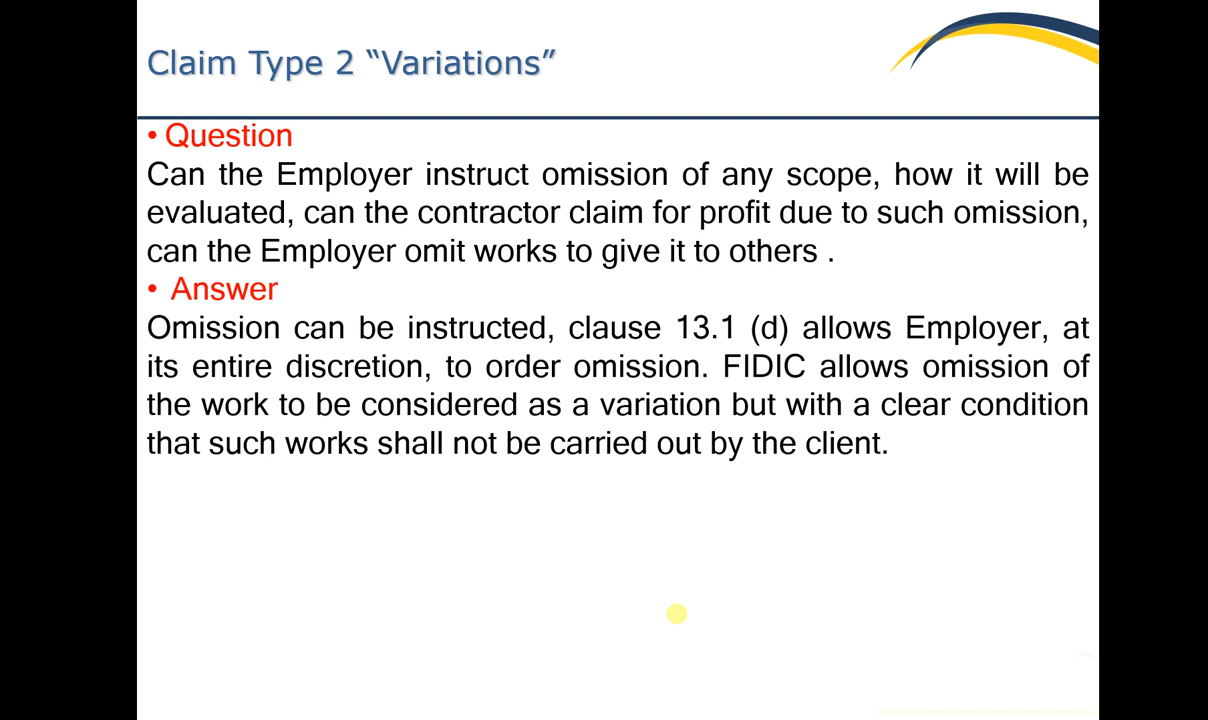 Claim Type 2 “Variations”
• Question
Can the Employer instruct omission of any scope, how it will be
evaluated, can the contractor claim for profit due to such omission,
can the Employer omit works to give it to others .
• Answer
Omission can be instructed, clause 13.1 (d) allows Employer, at
its entire discretion, to order omission. FIDIC allows omission of
the work to be considered as a variation but with a clear condition
that such works shall not be carried out by the client.